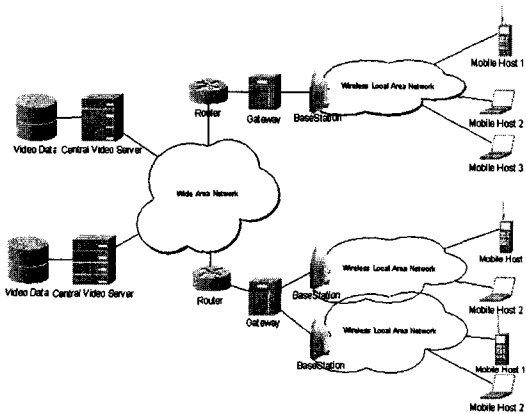 Mobile Host 1
Wireless Local Area Network
Router
Gateway
BaseStation
Mobile Host 2
Video Data
Central Video Server
Mobile Host 3
Wide Area Network
Mobile Host
Wireless Local Area Network
Video Data
Central Video Server
Router
BaseStation
Mobile Host 2
Gateway
Wireless Local Area Network
BaseStation
Mobile Host 1
Mobile Host 2